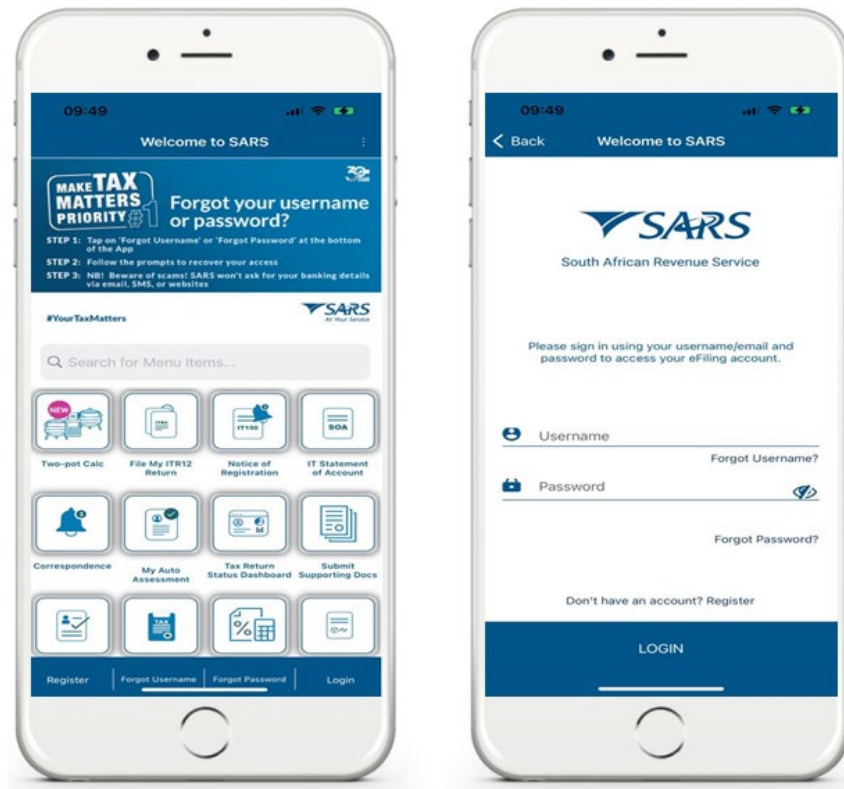 09:49
Welcome to SARS
MAKE TAX
MATTERS
PRIORITY #1
30
Forgot your username
or password?
STEP 1: Tap on 'Forgot Username' or 'Forgot Password' at the bottom
of the App
STEP 2: Follow the prompts to recover your access
STEP 3: NB! Beware of scams! SARS won't ask for your banking details
via email, SMS, or websites
#YourTaxMatters
SARS
At Your Service
Search for Menu Items...
NEW
IT150
SOA
Two-pot Calc
File My ITR12
Return
Notice of
Registration
IT Statement
of Account
Correspondence
My Auto
Assessment
Tax Return
Status Dashboard
Submit
Supporting Docs
TAX
Register
Forgot Username
Forgot Password
Login
09:49
Back
Welcome to SARS
SARS
South African Revenue Service
Please sign in using your username/email and
password to access your eFiling account.
Username
Forgot Username?
Password
Forgot Password?
Don't have an account? Register
LOGIN